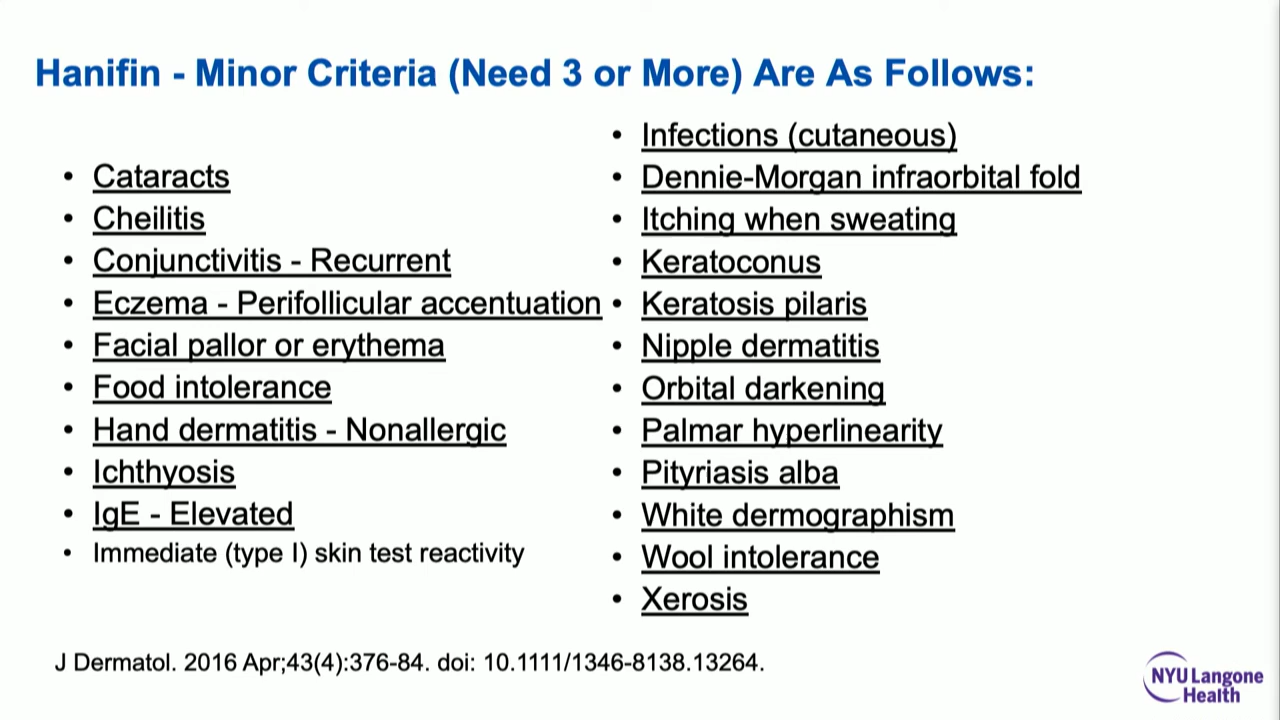 Hanifin - Minor Criteria (Need 3 or More) Are As Follows:
• Cataracts
• Cheilitis
• Conjunctivitis - Recurrent
• Eczema - Perifollicular accentuation
• Facial pallor or erythema
• Food intolerance
• Hand dermatitis - Nonallergic
• Ichthyosis
• IgE - Elevated
• Immediate (type I) skin test reactivity
• Infections (cutaneous)
• Dennie-Morgan infraorbital fold
• Itching when sweating
• Keratoconus
• Keratosis pilaris
• Nipple dermatitis
• Orbital darkening
• Palmar hyperlinearity
• Pityriasis alba
• White dermographism
• Wool intolerance
• Xerosis
J Dermatol. 2016 Apr;43(4):376-84. doi: 10.1111/1346-8138.13264.
NYU Langone
Health